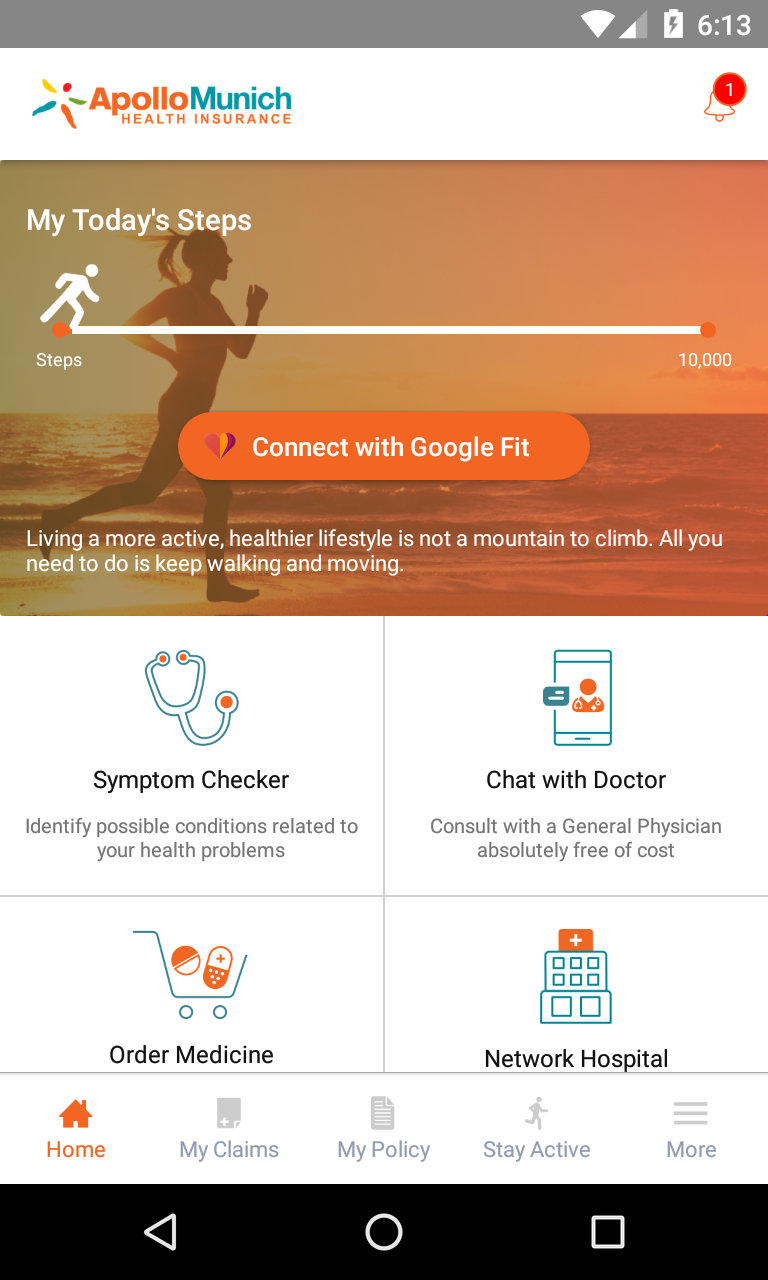 6:13
ApolloMunich
HEALTH INSURANCE
1
My Today's Steps
Steps
10,000
Connect with Google Fit
Living a more active, healthier lifestyle is not a mountain to climb. All you
need to do is keep walking and moving.
Symptom Checker
Identify possible conditions related to
your health problems
Chat with Doctor
Consult with a General Physician
absolutely free of cost
Order Medicine
Network Hospital
Home
My Claims
My Policy
Stay Active
More